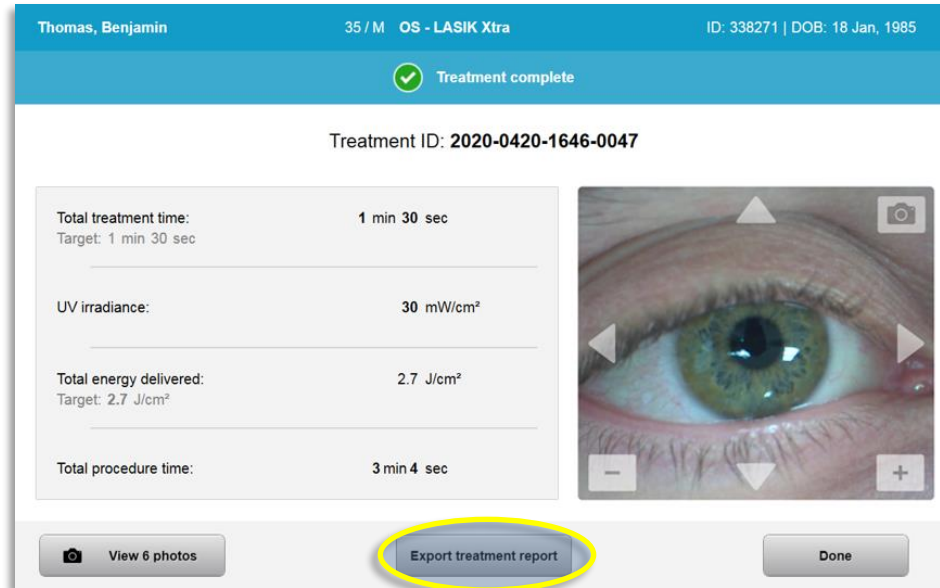 Thomas, Benjamin 35 / M OS - LASIK Xtra ID: 338271 | DOB: 18 Jan, 1985
Treatment complete
Treatment ID: 2020-0420-1646-0047
Total treatment time: 1 min 30 sec
Target: 1 min 30 sec
UV irradiance: 30 mW/cm²
Total energy delivered: 2.7 J/cm²
Target: 2.7 J/cm²
Total procedure time: 3 min 4 sec
View 6 photos Export treatment report Done